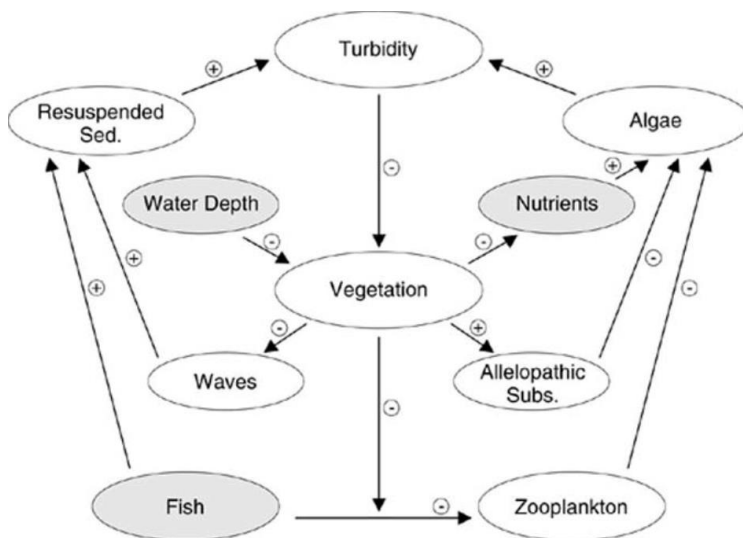 Turbidity
Resuspended
Sed.
Algae
Water Depth
Nutrients
Vegetation
Waves
Allelopathic
Subs.
Fish
Zooplankton
+
+
-
+
-
-
+
-
+
-
-
+
-
-